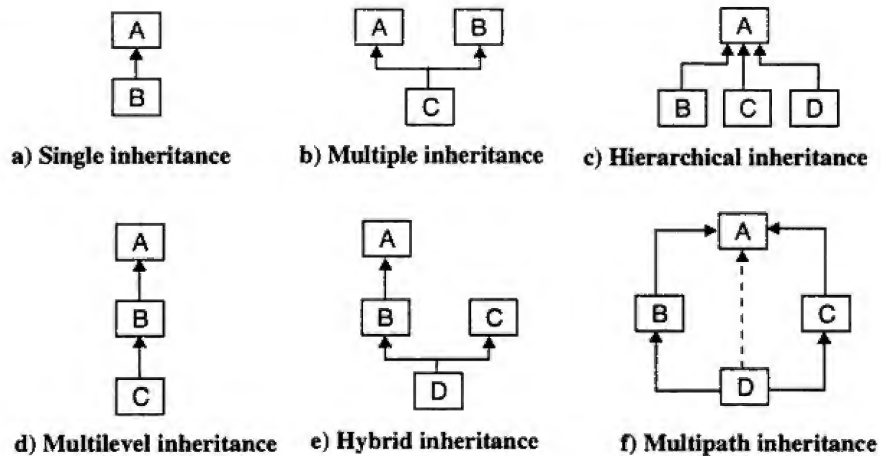 A A B A
B C B C D
a) Single inheritance b) Multiple inheritance c) Hierarchical inheritance
A A A
B B C B C
C D D
d) Multilevel inheritance e) Hybrid inheritance f) Multipath inheritance